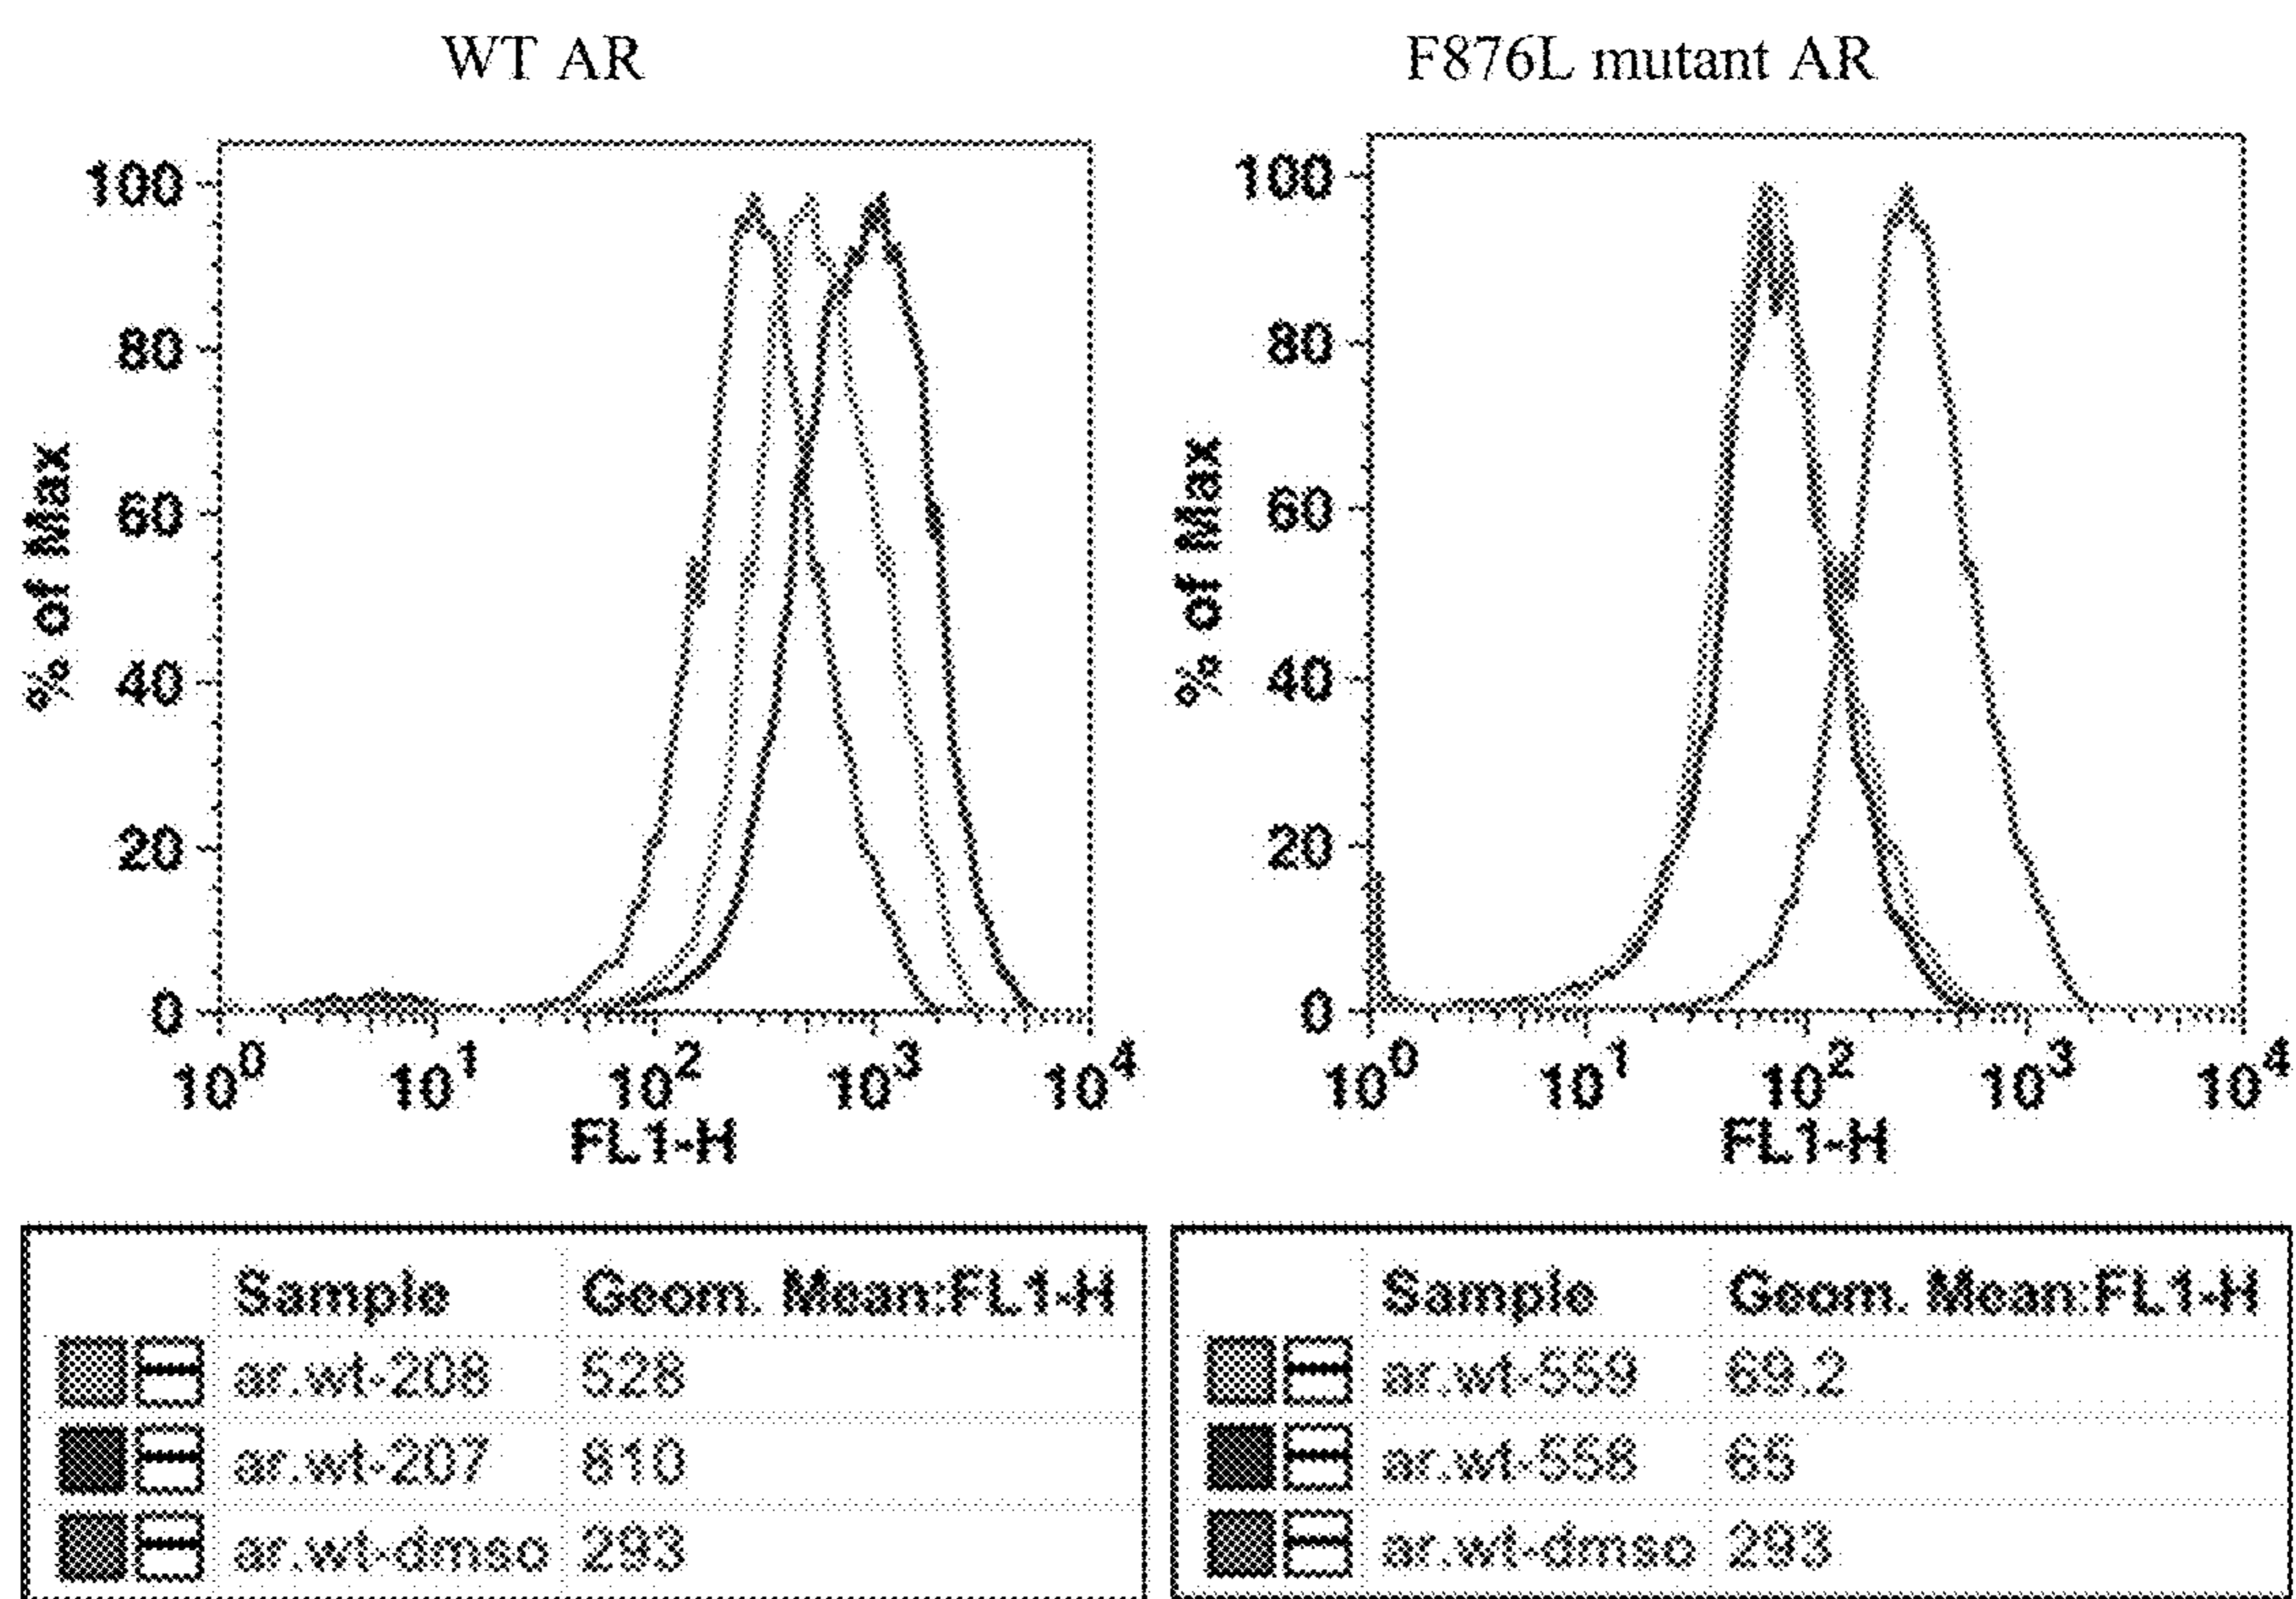 WT AR
F876L mutant AR
100
80
60
40
20
0
% of Max
10^0 10^1 10^2 10^3 10^4
FL1-H
100
80
60
40
20
0
% of Max
10^0 10^1 10^2 10^3 10^4
FL1-H
Sample Geom. Mean:FL1-H
ar.wt-208 528
ar.wt-207 810
ar.wt-dmso 293
Sample Geom. Mean:FL1-H
ar.wt-559 69.2
ar.wt-558 65
ar.wt-dmso 293